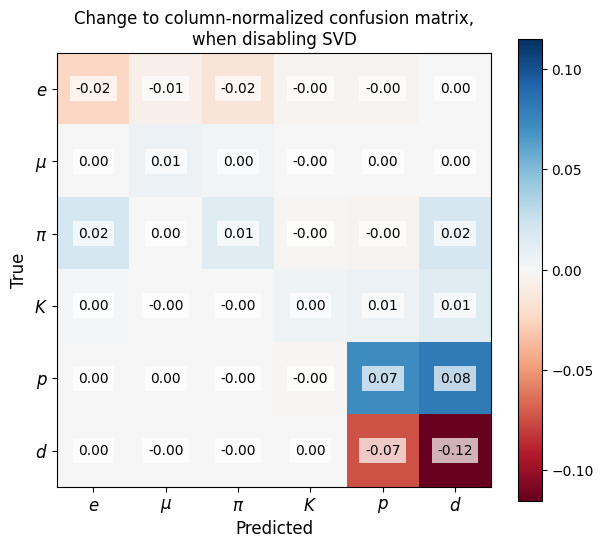 Change to column-normalized confusion matrix,
when disabling SVD
0.10
e -0.02 -0.01 -0.02 -0.00 -0.00 0.00
μ 0.00 0.01 0.00 -0.00 0.00 0.00
0.05
π 0.02 0.00 0.01 -0.00 -0.00 0.02
True
0.00
K 0.00 -0.00 -0.00 0.00 0.01 0.01
−0.05
p 0.00 0.00 -0.00 -0.00 0.07 0.08
d 0.00 -0.00 -0.00 0.00 -0.07 -0.12
−0.10
e μ π K p d
Predicted